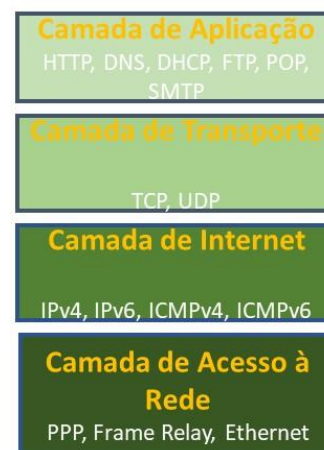 Camada de Aplicação
HTTP, DNS, DHCP, FTP, POP,
SMTP
Camada de Transporte
TCP, UDP
Camada de Internet
IPv4, IPv6, ICMPv4, ICMPv6
Camada de Acesso à
Rede
PPP, Frame Relay, Ethernet